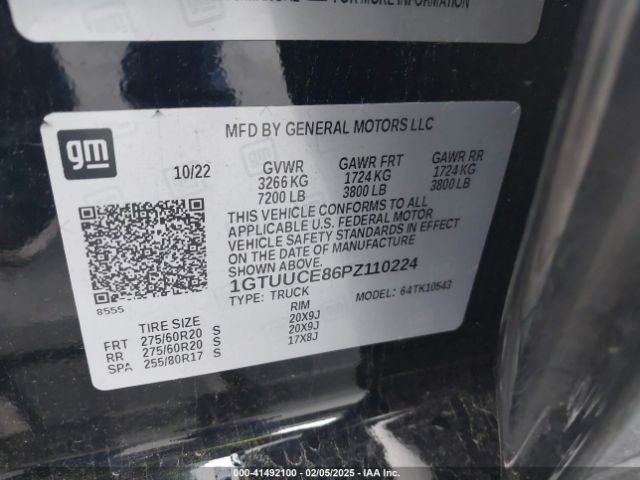 FOR MORE INFORMATION
gm
MFD BY GENERAL MOTORS LLC
10/22 GVWR GAWR FRT GAWR RR
3266 KG 1724 KG 1724 KG
7200 LB 3800 LB 3800 LB
THIS VEHICLE CONFORMS TO ALL
APPLICABLE U.S. FEDERAL MOTOR
VEHICLE SAFETY STANDARDS IN EFFECT
ON THE DATE OF MANUFACTURE
SHOWN ABOVE.
1GTUUCE86PZ110224
TYPE: TRUCK MODEL: 64TK10543
8555
TIRE SIZE RIM
FRT 275/60R20 S 20X9J
RR 275/60R20 S 20X9J
SPA 255/80R17 S 17X8J
000-41492100 - 02/05/2025 - IAA Inc.